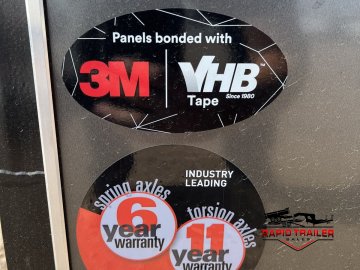 Panels bonded with
3M | VHB™
Tape Since 1980
INDUSTRY
LEADING
spring axles
6
year
warranty
torsion axles
11
year
warranty
RAPID TRAILER
SALES